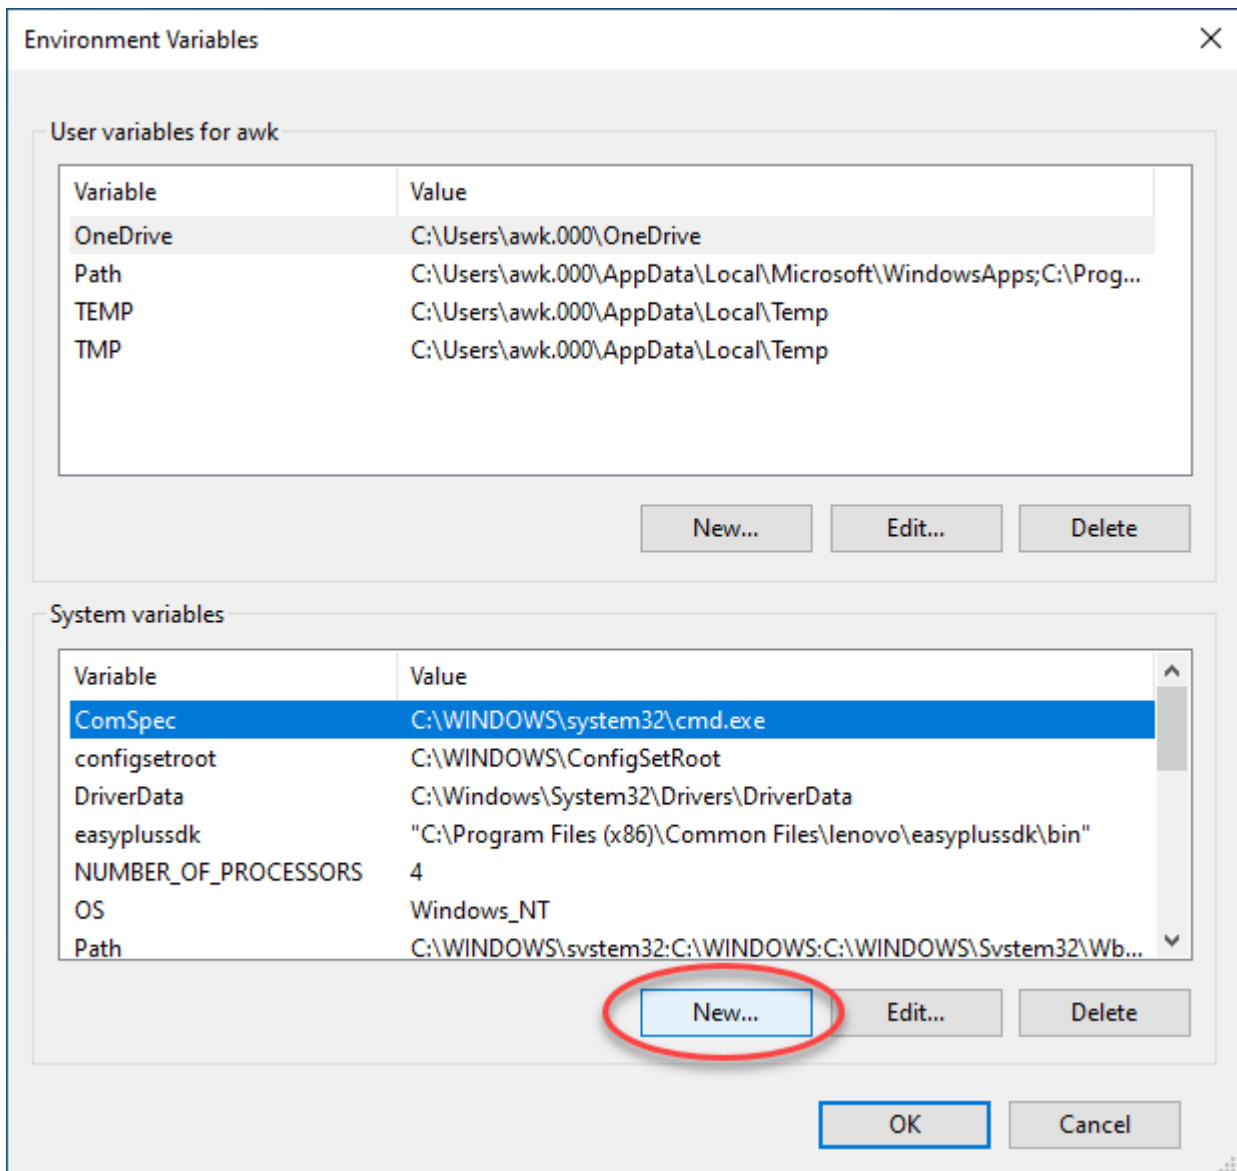 Environment Variables
User variables for awk
Variable Value
OneDrive C:\Users\awk.000\OneDrive
Path C:\Users\awk.000\AppData\Local\Microsoft\WindowsApps;C:\Prog...
TEMP C:\Users\awk.000\AppData\Local\Temp
TMP C:\Users\awk.000\AppData\Local\Temp
New... Edit... Delete
System variables
Variable Value
ComSpec C:\WINDOWS\system32\cmd.exe
configsetroot C:\WINDOWS\ConfigSetRoot
DriverData C:\Windows\System32\Drivers\DriverData
easyplussdk "C:\Program Files (x86)\Common Files\lenovo\easyplussdk\bin"
NUMBER_OF_PROCESSORS 4
OS Windows_NT
Path C:\WINDOWS\system32;C:\WINDOWS;C:\WINDOWS\System32\Wb...
New... Edit... Delete
OK Cancel